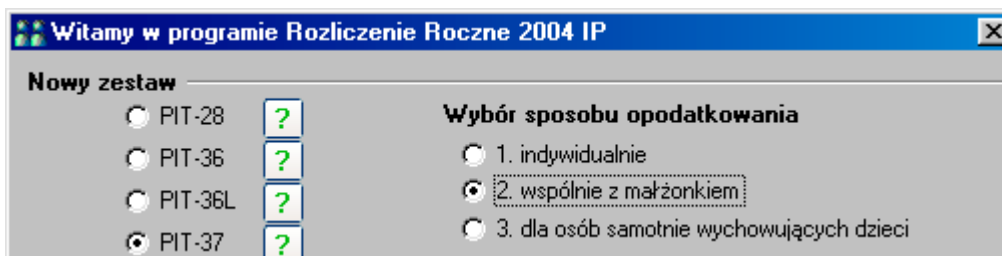 Witamy w programie Rozliczenie Roczne 2004 IP
Nowy zestaw
PIT-28 ?
PIT-36 ?
PIT-36L ?
PIT-37 ?
Wybór sposobu opodatkowania
1. indywidualnie
2. wspólnie z małżonkiem
3. dla osób samotnie wychowujących dzieci